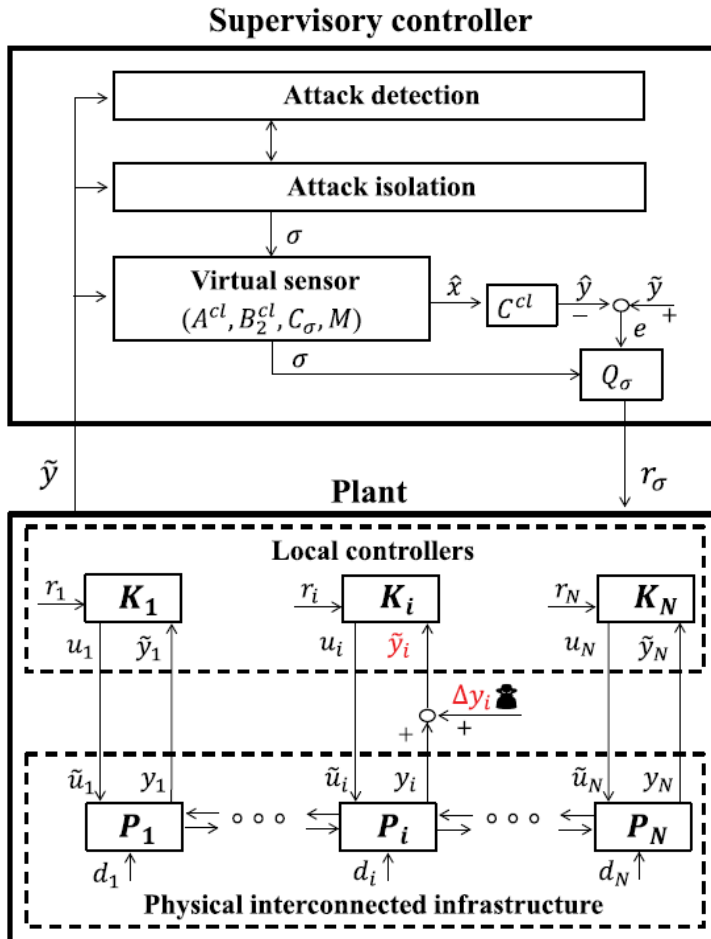 Supervisory controller
Attack detection
Attack isolation
σ
Virtual sensor
(A^{cl}, B_2^{cl}, C_σ, M)
x̂
C^{cl}
ŷ
ỹ
−
+
e
σ
Q_σ
ỹ
r_σ
Plant
Local controllers
r_1
K_1
r_i
K_i
r_N
K_N
u_1
ỹ_1
u_i
ỹ_i
u_N
ỹ_N
Δy_i
+
+
ũ_1
y_1
ũ_i
y_i
ũ_N
y_N
P_1
P_i
P_N
d_1
d_i
d_N
Physical interconnected infrastructure